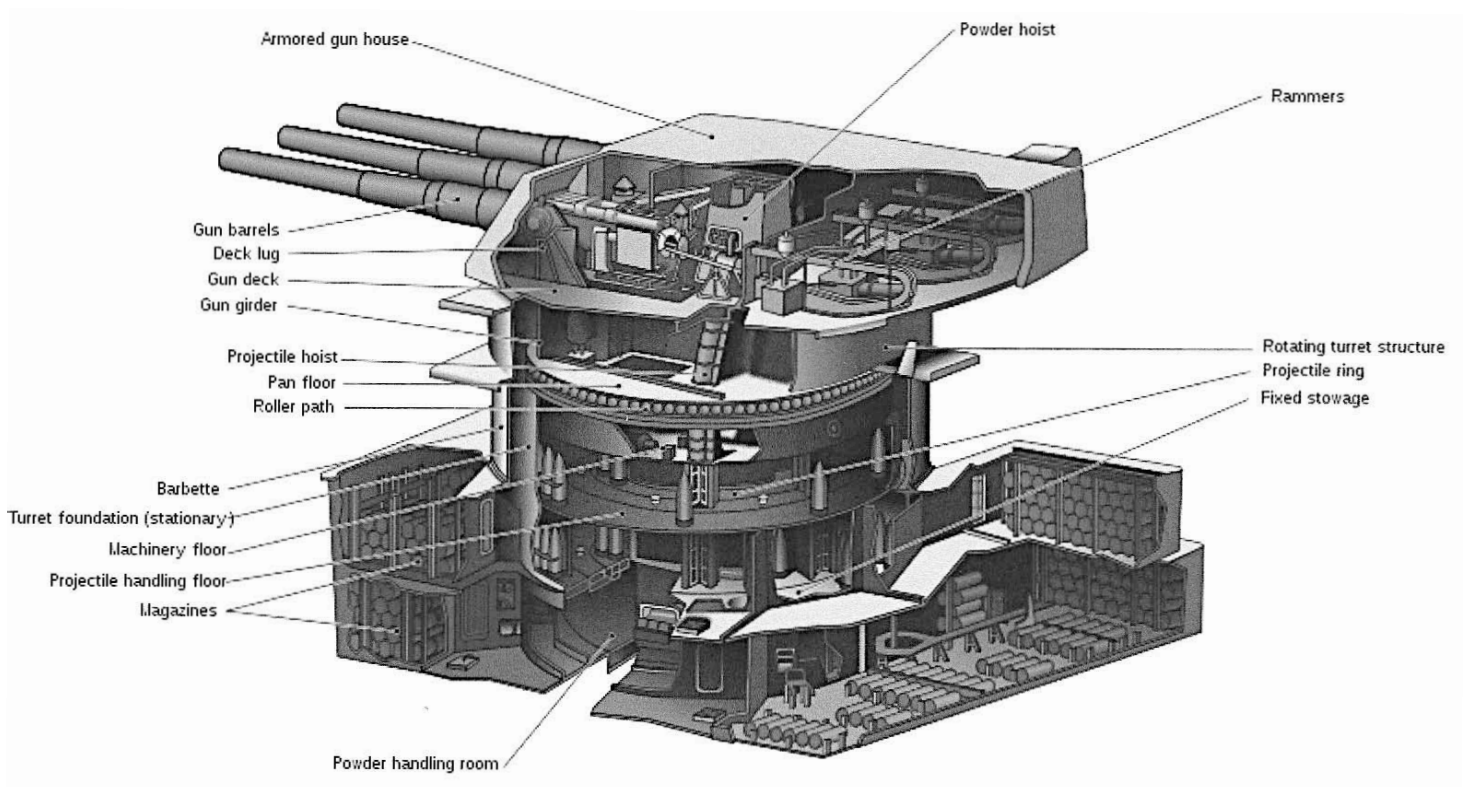 Armored gun house
Powder hoist
Rammers
Gun barrels
Deck lug
Gun deck
Gun girder
Projectile hoist
Pan floor
Roller path
Rotating turret structure
Projectile ring
Fixed stowage
Barbette
Turret foundation (stationary)
Machinery floor
Projectile handling floor
Magazines
Powder handling room